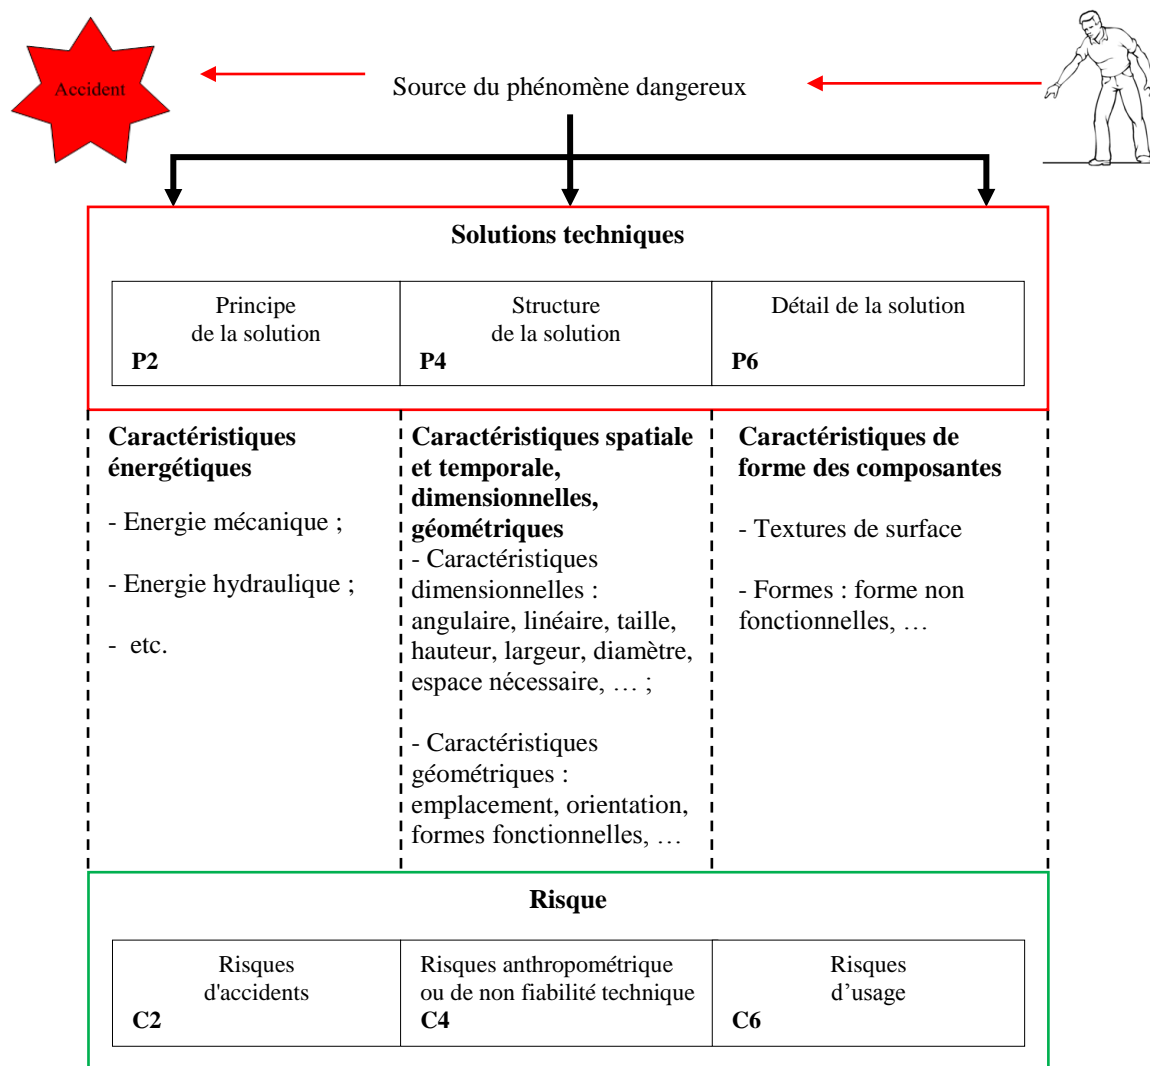 Accident
Source du phénomène dangereux
Solutions techniques
Principe
de la solution
P2
Structure
de la solution
P4
Détail de la solution
P6
Caractéristiques
énergétiques
- Energie mécanique ;
- Energie hydraulique ;
- etc.
Caractéristiques spatiale
et temporale,
dimensionnelles,
géométriques
- Caractéristiques
dimensionnelles :
angulaire, linéaire, taille,
hauteur, largeur, diamètre,
espace nécessaire, … ;
- Caractéristiques
géométriques :
emplacement, orientation,
formes fonctionnelles, …
Caractéristiques de
forme des composantes
- Textures de surface
- Formes : forme non
fonctionnelles, …
Risque
Risques
d'accidents
C2
Risques anthropométrique
ou de non fiabilité technique
C4
Risques
d’usage
C6